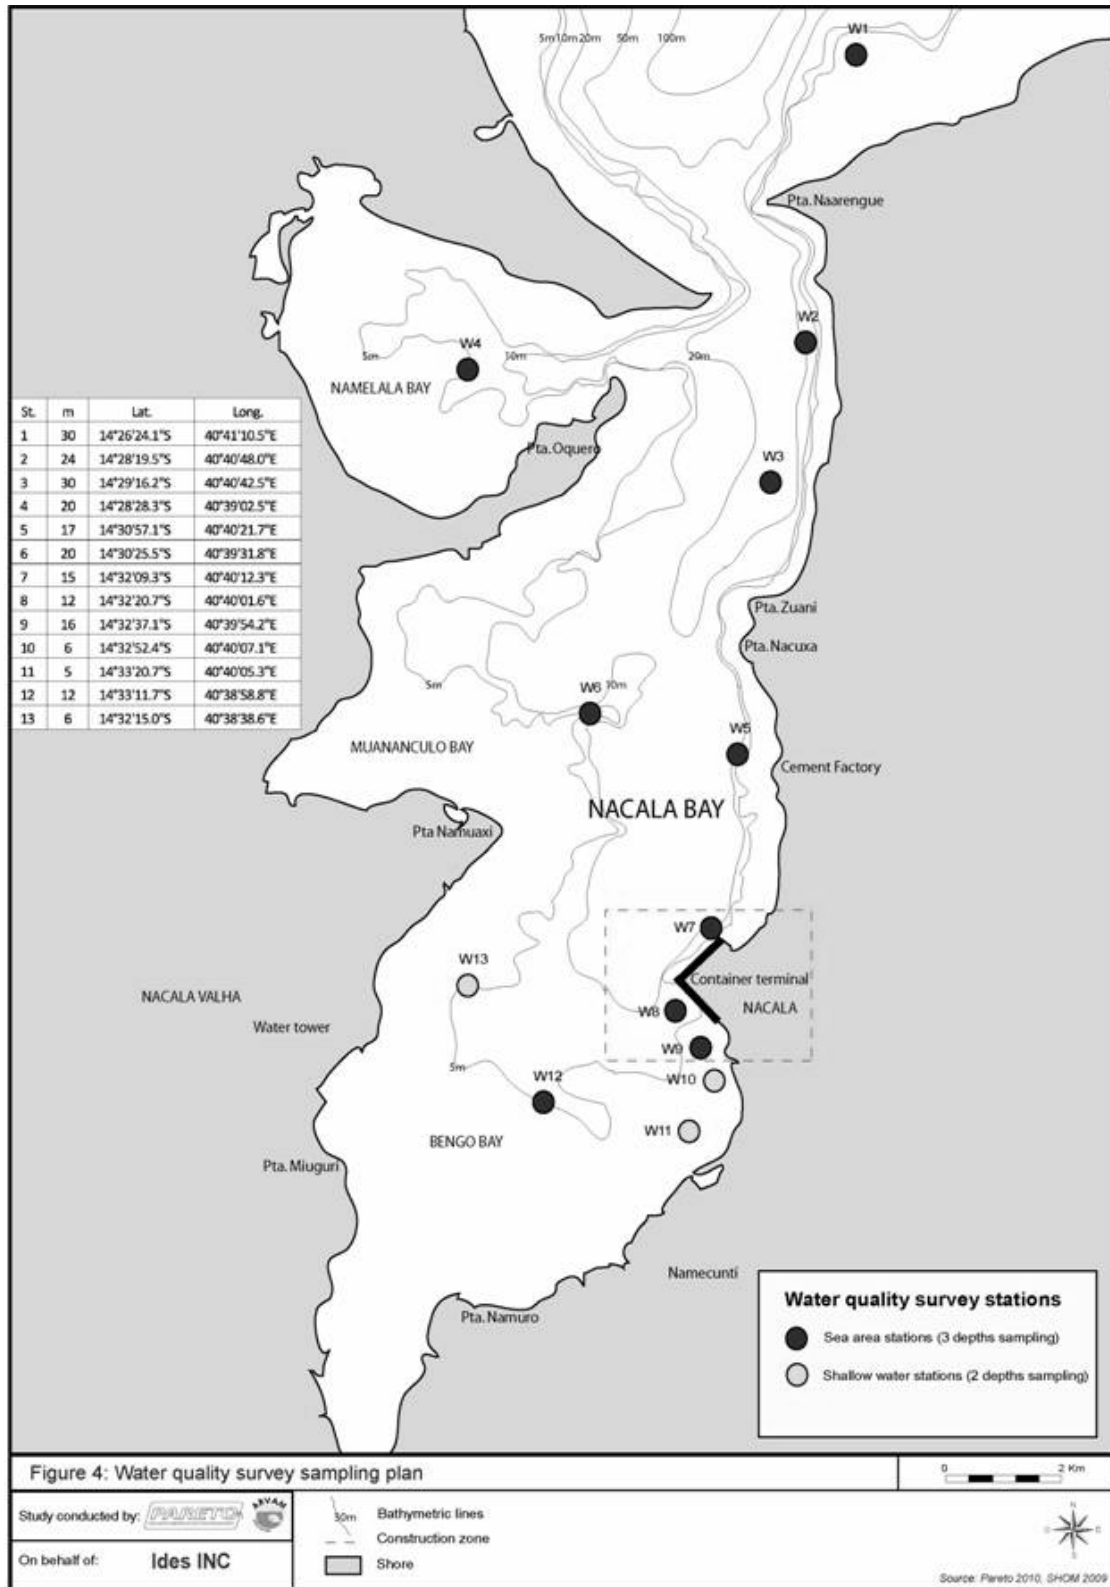 W1
5m 10m 20m 50m 100m
Pta. Naarengue
W2
W4
5m
10m
20m
NAMELALA BAY
St. m Lat. Long.
1 30 14°26'24.1"S 40°41'10.5"E
2 24 14°28'19.5"S 40°40'48.0"E
3 30 14°29'16.2"S 40°40'42.5"E
4 20 14°28'28.3"S 40°39'02.5"E
5 17 14°30'57.1"S 40°40'21.7"E
6 20 14°30'25.5"S 40°39'31.8"E
7 15 14°32'09.3"S 40°40'12.3"E
8 12 14°32'20.7"S 40°40'01.6"E
9 16 14°32'37.1"S 40°39'54.2"E
10 6 14°32'52.4"S 40°40'07.1"E
11 5 14°33'20.7"S 40°40'05.3"E
12 12 14°33'11.7"S 40°38'58.8"E
13 6 14°32'15.0"S 40°38'38.6"E
Pta. Oquero
W3
Pta. Zuani
Pta. Nacuxa
5m
W6 10m
MUANANCULO BAY
W5
Cement Factory
NACALA BAY
Pta Namuaxi
W7
W13
Container terminal
NACALA VALHA
NACALA
W8
Water tower
W9
5m
W12
W10
W11
BENGO BAY
Pta. Miuguri
Namecunti
Pta. Namuro
Water quality survey stations
Sea area stations (3 depths sampling)
Shallow water stations (2 depths sampling)
Figure 4: Water quality survey sampling plan
0 2 Km
Study conducted by: PARETO ARVAM
On behalf of: Ides INC
30m Bathymetric lines
Construction zone
Shore
N
S
Source: Pareto 2010, SHOM 2009